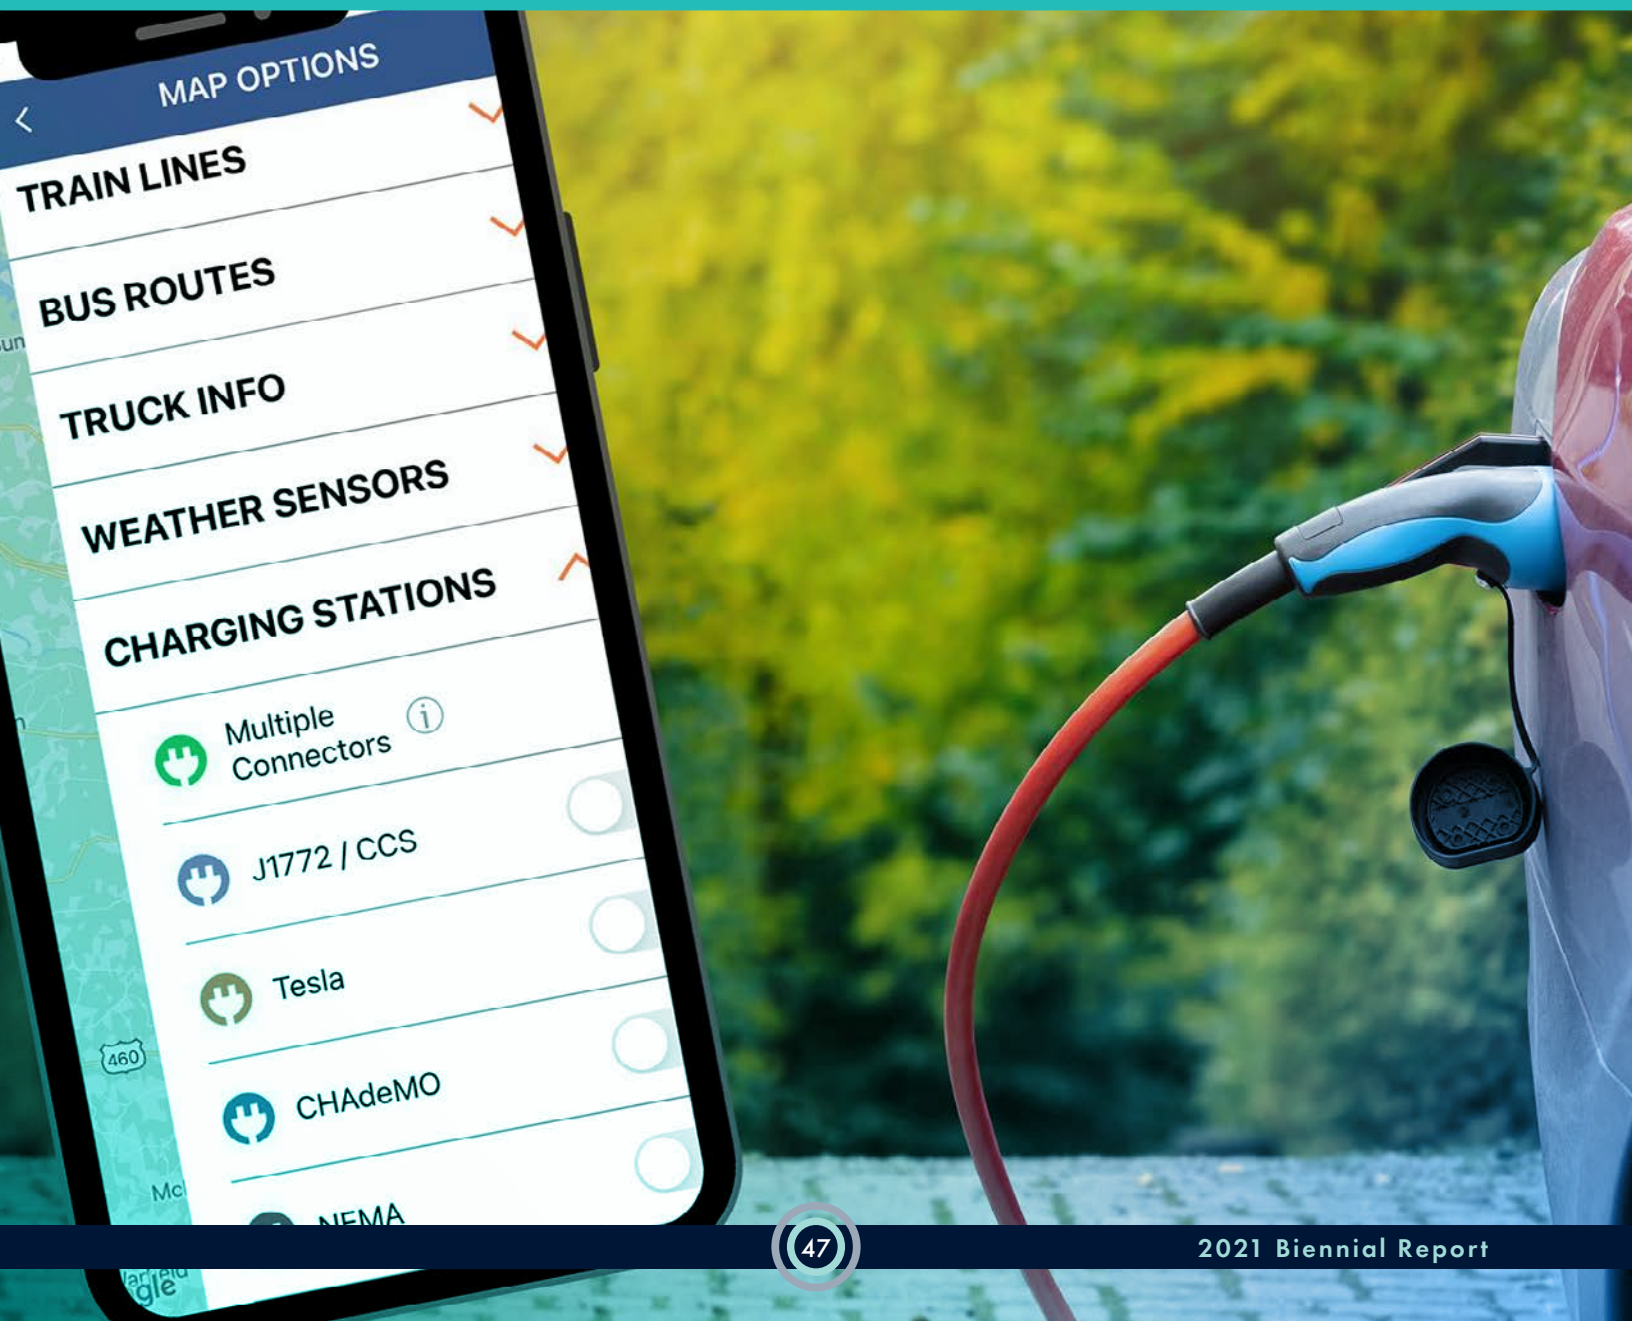 MAP OPTIONS
TRAIN LINES
BUS ROUTES
TRUCK INFO
WEATHER SENSORS
CHARGING STATIONS
Multiple
Connectors
J1772 / CCS
Tesla
CHAdeMO
NEMA
460
47
2021 Biennial Report